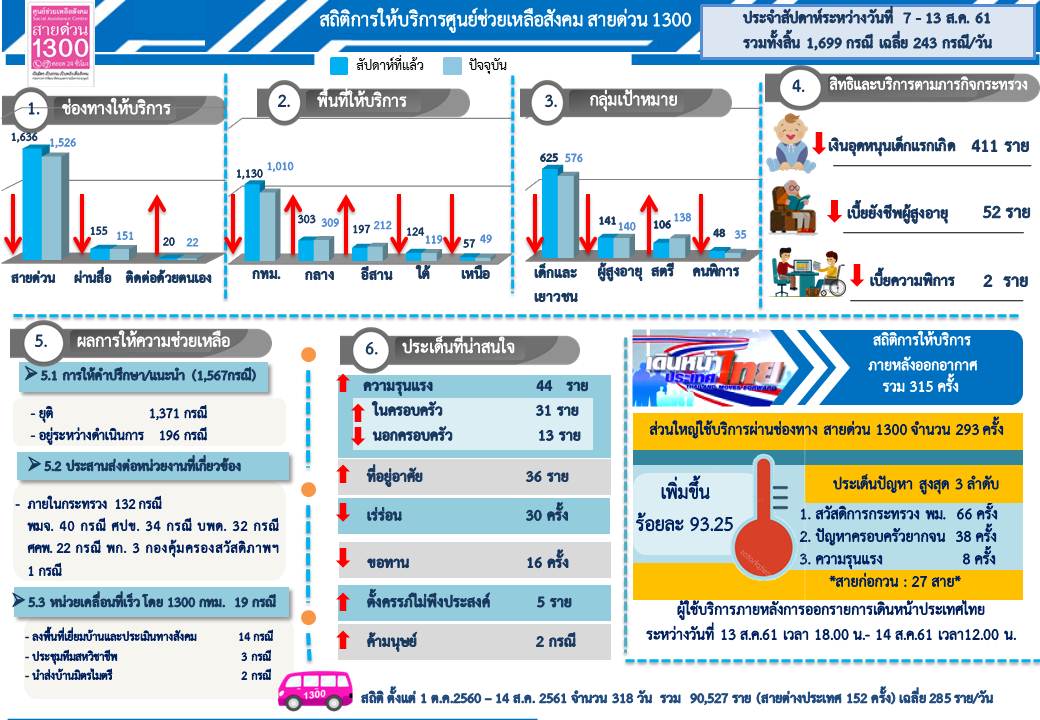 ศูนย์ช่วยเหลือสังคม
Social Assistance Center
สายด่วน
1300
ตลอด 24 ชั่วโมง
สถิติการให้บริการศูนย์ช่วยเหลือสังคม สายด่วน 1300
ประจำสัปดาห์ระหว่างวันที่ 7 - 13 ส.ค. 61
รวมทั้งสิ้น 1,699 กรณี เฉลี่ย 243 กรณี/วัน
สัปดาห์ที่แล้ว ปัจจุบัน
1. ช่องทางให้บริการ
1,636 1,526
155 151
20 22
สายด่วน ผ่านสื่อ ติดต่อด้วยตนเอง
2. พื้นที่ให้บริการ
1,130 1,010
303 309
197 212
124 119
57 49
กทม. กลาง อีสาน ใต้ เหนือ
3. กลุ่มเป้าหมาย
625 576
141 140
106 138
48 35
เด็กและ ผู้สูงอายุ สตรี คนพิการ
เยาวชน
4. สิทธิและบริการตามภารกิจกระทรวง
เงินอุดหนุนเด็กแรกเกิด 411 ราย
เบี้ยยังชีพผู้สูงอายุ 52 ราย
เบี้ยความพิการ 2 ราย
5. ผลการให้ความช่วยเหลือ
5.1 การให้คำปรึกษา/แนะนำ (1,567กรณี)
- ยุติ 1,371 กรณี
- อยู่ระหว่างดำเนินการ 196 กรณี
5.2 ประสานส่งต่อหน่วยงานที่เกี่ยวข้อง
- ภายในกระทรวง 132 กรณี
พมจ. 40 กรณี ศปข. 34 กรณี บพด. 32 กรณี
ศคพ. 22 กรณี พก. 3 กองคุ้มครองสวัสดิภาพฯ
1 กรณี
5.3 หน่วยเคลื่อนที่เร็ว โดย 1300 กทม. 19 กรณี
- ลงพื้นที่เยี่ยมบ้านและประเมินทางสังคม 14 กรณี
- ประชุมทีมสหวิชาชีพ 3 กรณี
- นำส่งบ้านมิตรไมตรี 2 กรณี
6. ประเด็นที่น่าสนใจ
ความรุนแรง 44 ราย
ในครอบครัว 31 ราย
นอกครอบครัว 13 ราย
ที่อยู่อาศัย 36 ราย
เร่ร่อน 30 ครั้ง
ขอทาน 16 ครั้ง
ตั้งครรภ์ไม่พึงประสงค์ 5 ราย
ค้ามนุษย์ 2 กรณี
เดินหน้า
ประเทศไทย
THAILAND MOVES FORWARD
สถิติการให้บริการ
ภายหลังออกอากาศ
รวม 315 ครั้ง
ส่วนใหญ่ใช้บริการผ่านช่องทาง สายด่วน 1300 จำนวน 293 ครั้ง
เพิ่มขึ้น
ร้อยละ 93.25
ประเด็นปัญหา สูงสุด 3 ลำดับ
1. สวัสดิการกระทรวง พม. 66 ครั้ง
2. ปัญหาครอบครัวยากจน 38 ครั้ง
3. ความรุนแรง 8 ครั้ง
*สายก่อกวน : 27 สาย*
ผู้ใช้บริการภายหลังการออกรายการเดินหน้าประเทศไทย
ระหว่างวันที่ 13 ส.ค.61 เวลา 18.00 น.- 14 ส.ค.61 เวลา12.00 น.
1300
สถิติ ตั้งแต่ 1 ต.ค.2560 – 14 ส.ค. 2561 จำนวน 318 วัน รวม 90,527 ราย (สายต่างประเทศ 152 ครั้ง) เฉลี่ย 285 ราย/วัน